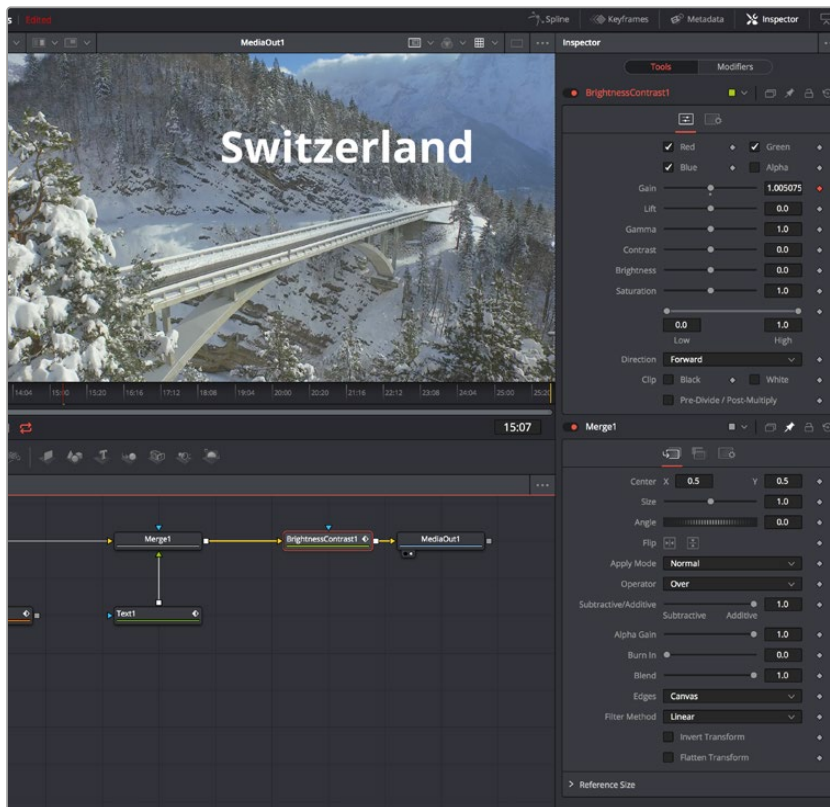 s Edited
Spline Keyframes Metadata Inspector
MediaOut1
Inspector
Tools Modifiers
BrightnessContrast1
Switzerland
Red Green
Blue Alpha
Gain 1.005075
Lift 0.0
Gamma 1.0
Contrast 0.0
Brightness 0.0
Saturation 1.0
0.0 1.0
Low High
Direction Forward
Clip Black White
Pre-Divide / Post-Multiply
14:04 15:00 15:20 16:16 17:12 18:08 19:04 20:00 20:20 21:16 22:12 23:08 24:04 25:00 25:20
15:07
Merge1
Center X 0.5 Y 0.5
Size 1.0
Angle 0.0
Flip
Apply Mode Normal
Operator Over
Subtractive/Additive 1.0
Subtractive Additive
Alpha Gain 1.0
Burn In 0.0
Blend 1.0
Edges Canvas
Filter Method Linear
Invert Transform
Flatten Transform
Reference Size
Merge1 BrightnessContrast1 MediaOut1
Text1